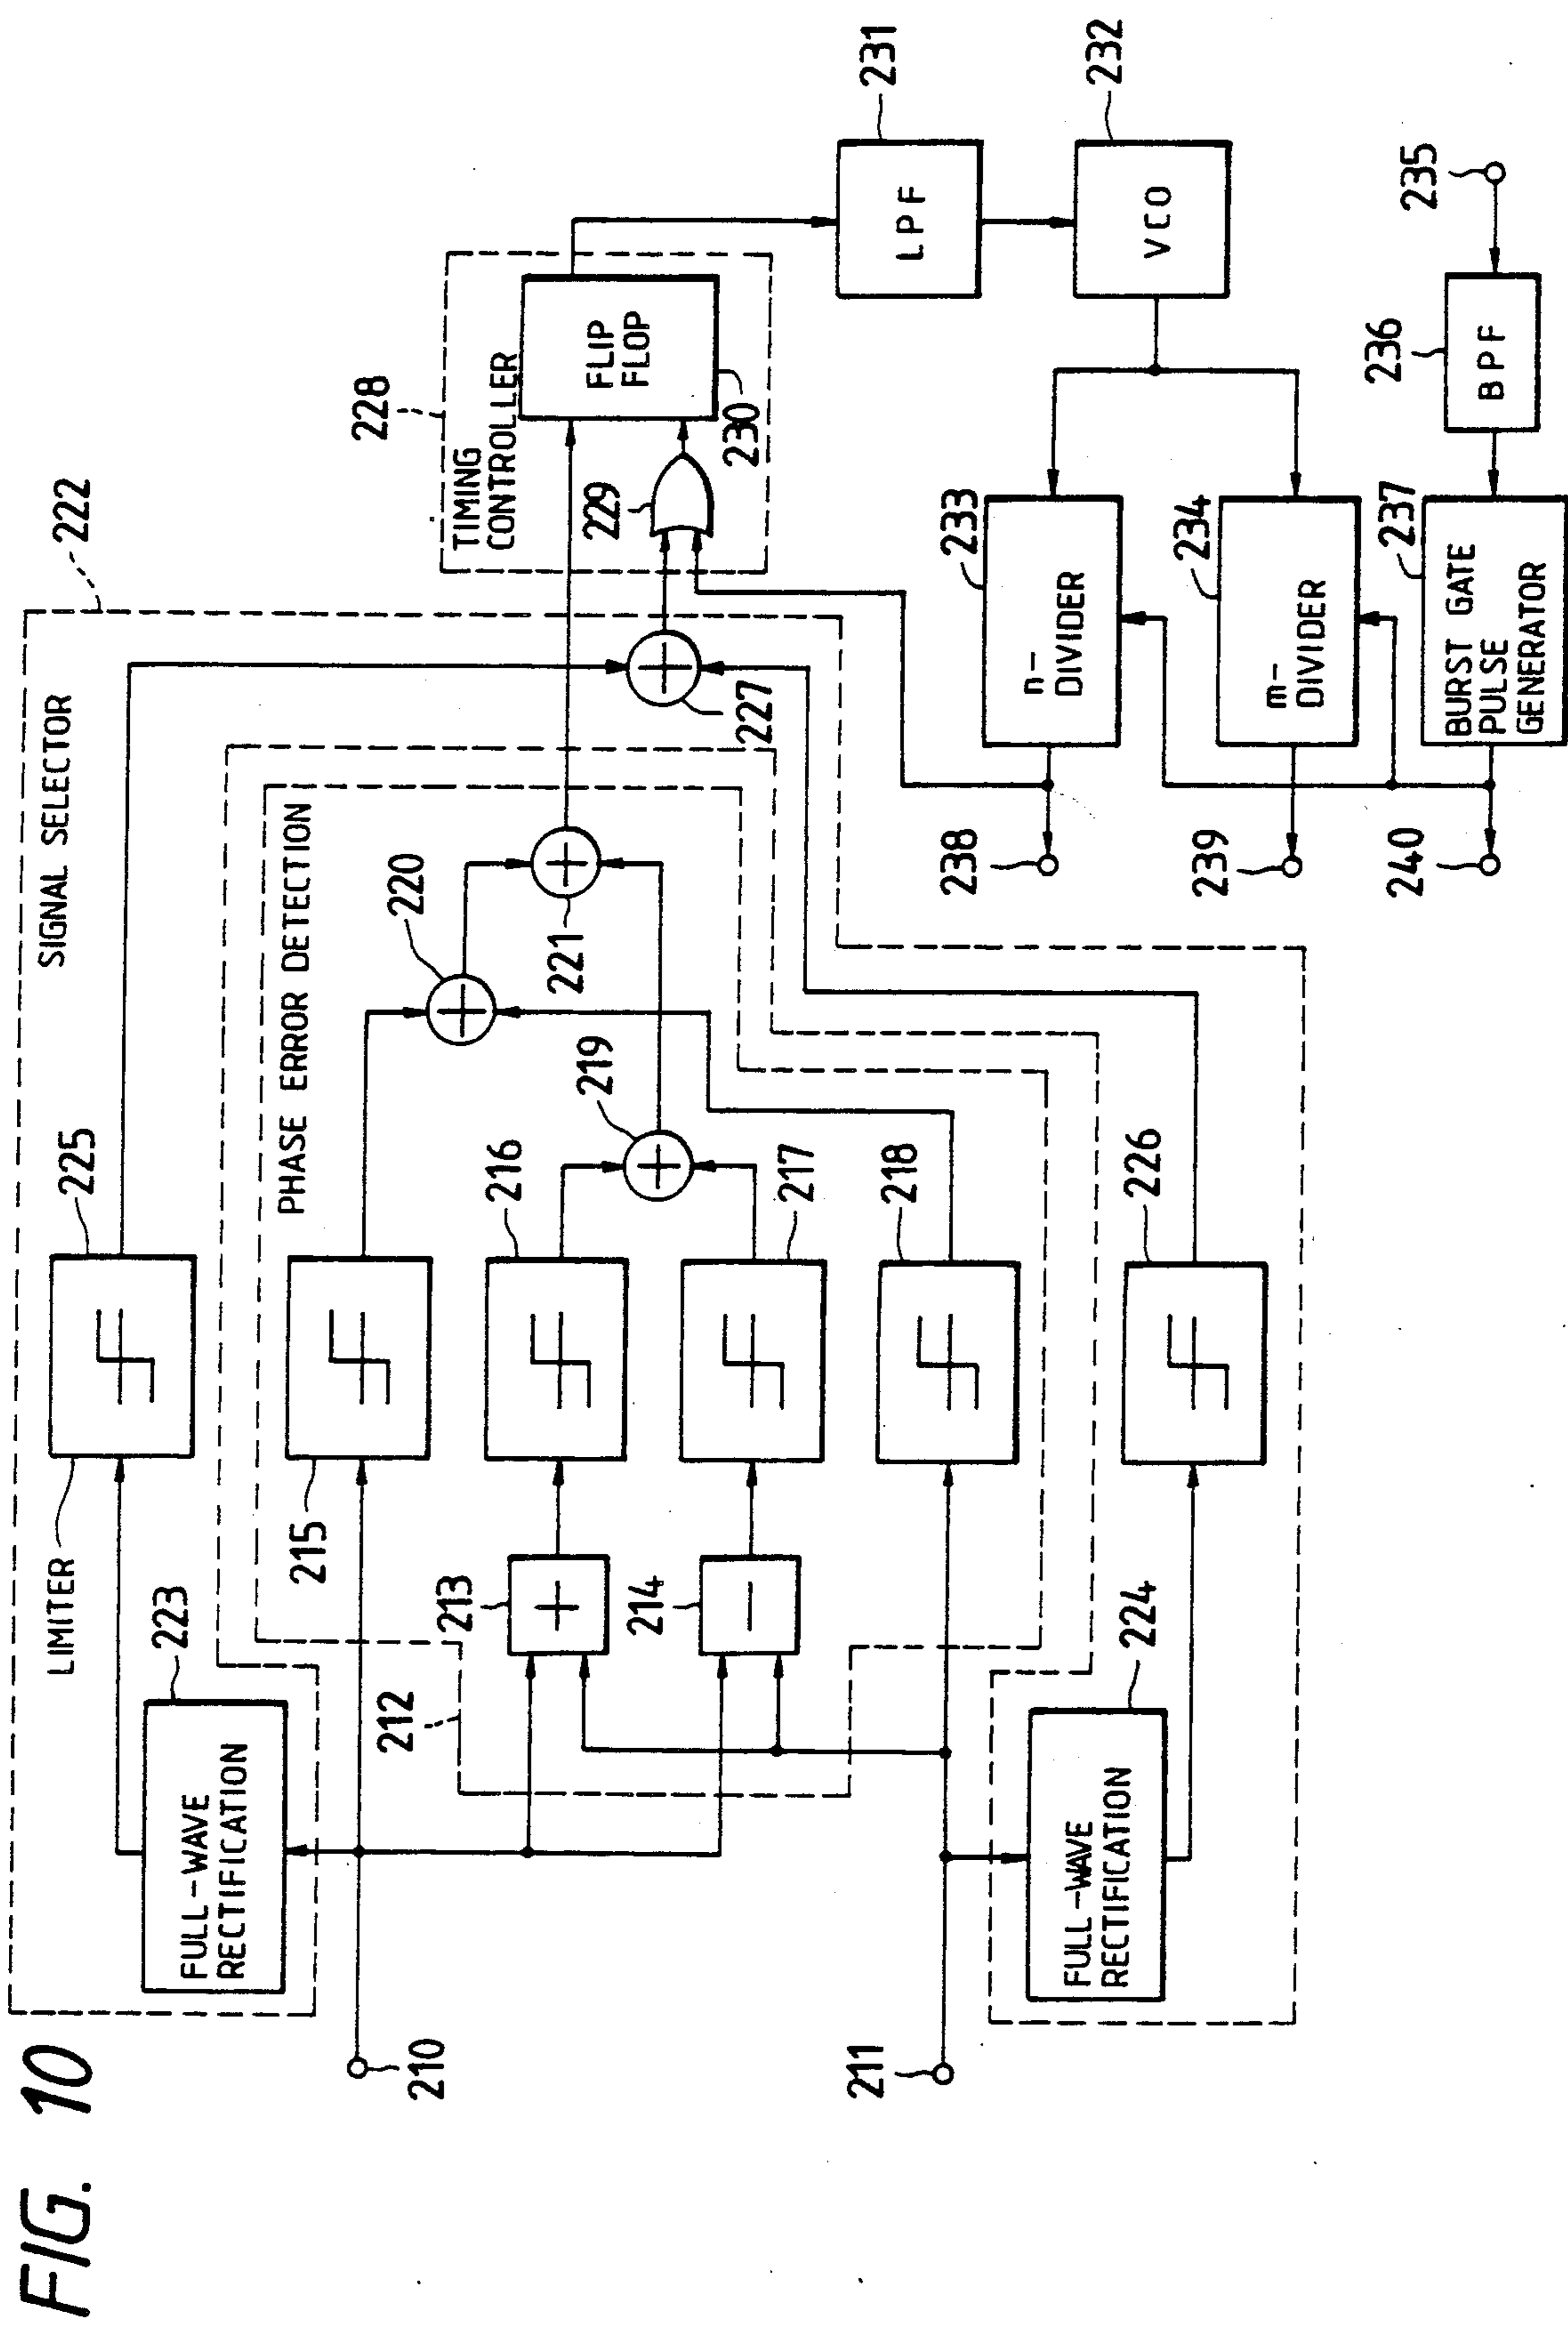 FIG. 10
SIGNAL SELECTOR
222
LIMITER
225
223
FULL-WAVE
RECTIFICATION
PHASE ERROR DETECTION
212
210
215
213
216
214
217
218
219
220
221
211
224
FULL-WAVE
RECTIFICATION
226
227
228
TIMING
CONTROLLER
229
FLIP
FLOP
230
231
LPF
232
VCO
233
n-
DIVIDER
234
m-
DIVIDER
235
236
BPF
237
BURST GATE
PULSE
GENERATOR
238
239
240